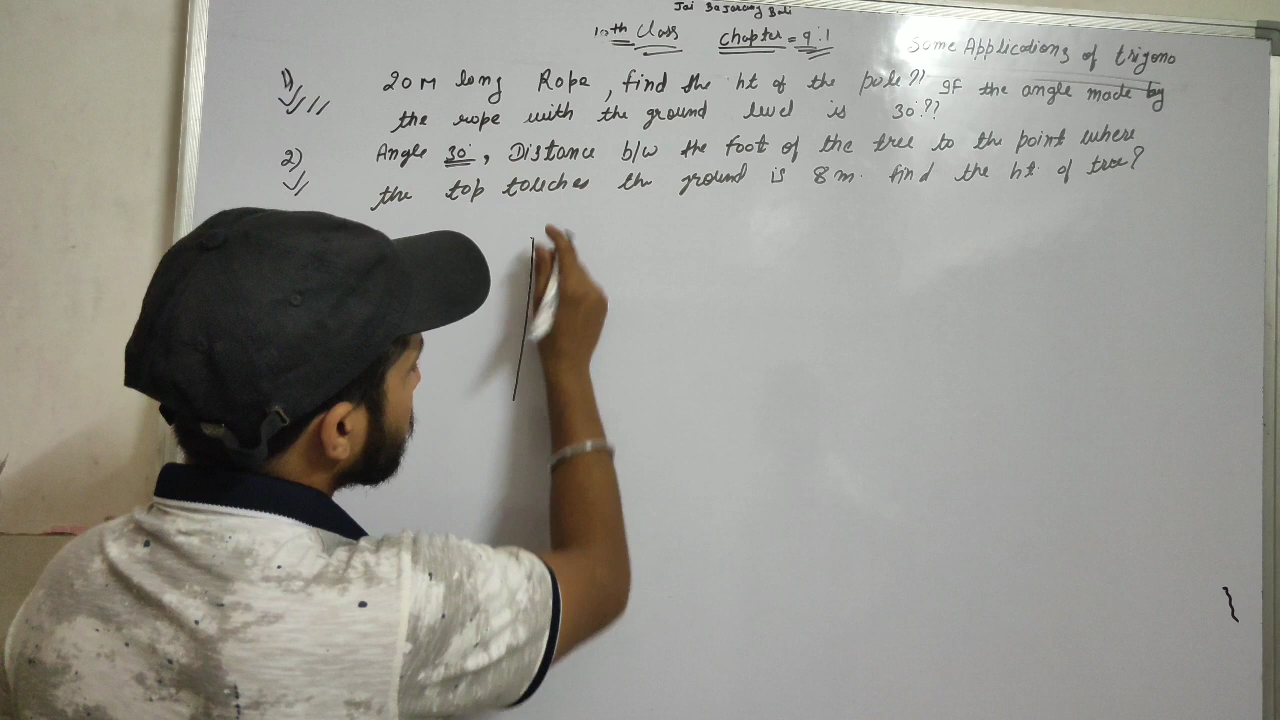 Jai Bajarang Bali
10th Class chapter = 9.1 Some Applications of trigono
1) 20M long Rope, find the ht of the pole?? If the angle made by
the rope with the ground level is 30°??
2) Angle 30°, Distance b/w the foot of the tree to the point where
the top touches the ground is 8m. find the ht. of tree?